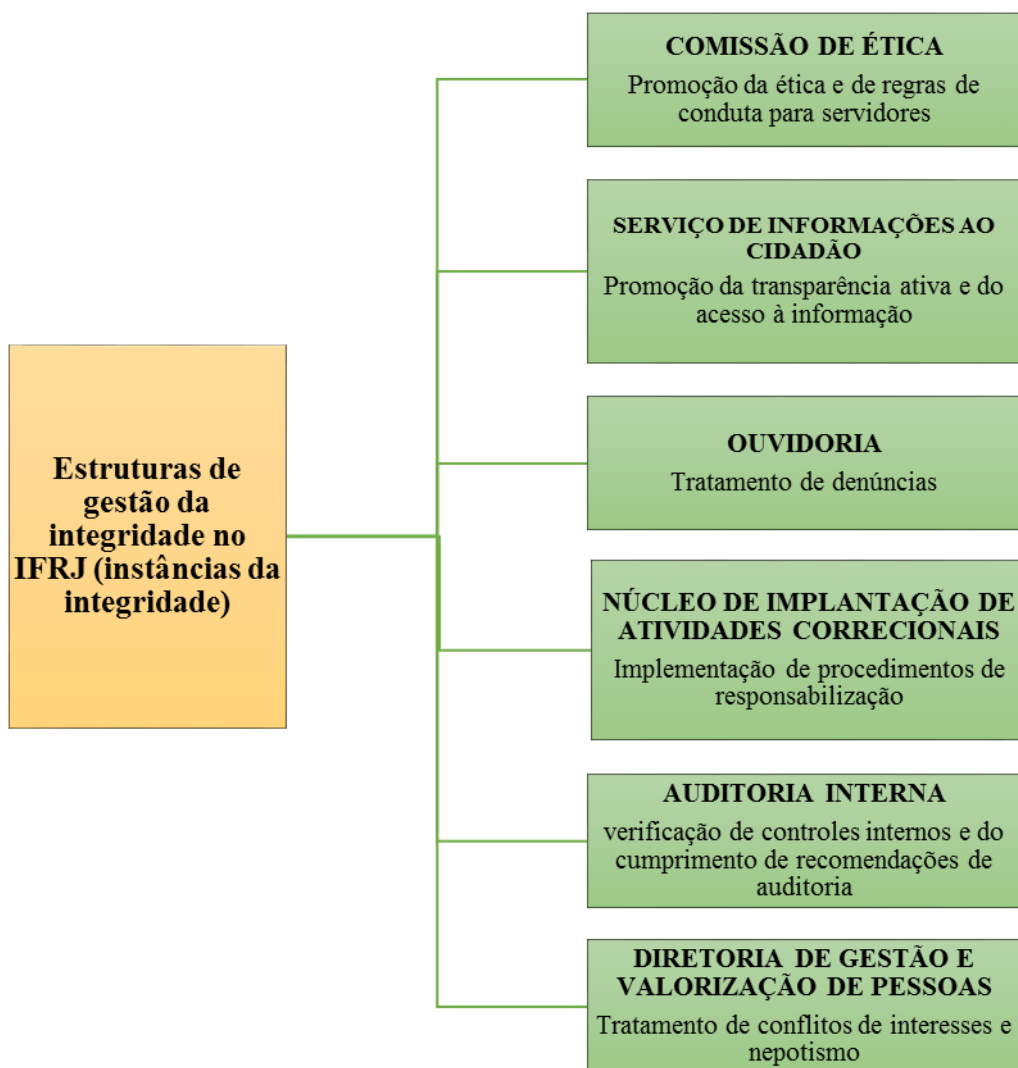 COMISSÃO DE ÉTICA
Promoção da ética e de regras de
conduta para servidores
SERVIÇO DE INFORMAÇÕES AO
CIDADÃO
Promoção da transparência ativa e do
acesso à informação
Estruturas de
gestão da
integridade no
IFRJ (instâncias da
integridade)
OUVIDORIA
Tratamento de denúncias
NÚCLEO DE IMPLANTAÇÃO DE
ATIVIDADES CORRECIONAIS
Implementação de procedimentos de
responsabilização
AUDITORIA INTERNA
verificação de controles internos e do
cumprimento de recomendações de
auditoria
DIRETORIA DE GESTÃO E
VALORIZAÇÃO DE PESSOAS
Tratamento de conflitos de interesses e
nepotismo